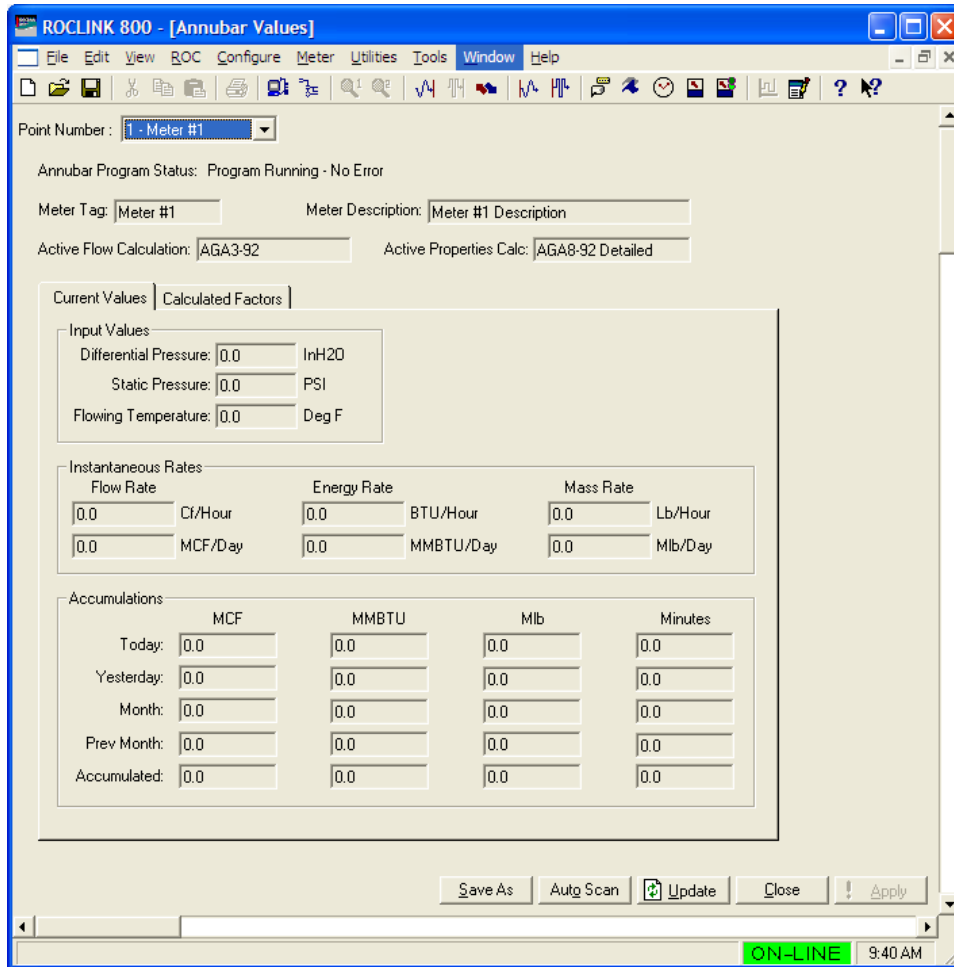 ROCLINK 800 - [Annubar Values]
File Edit View ROC Configure Meter Utilities Tools Window Help
Point Number : 1 - Meter #1
Annubar Program Status: Program Running - No Error
Meter Tag: Meter #1 Meter Description: Meter #1 Description
Active Flow Calculation: AGA3-92 Active Properties Calc: AGA8-92 Detailed
Current Values Calculated Factors
Input Values
Differential Pressure: 0.0 InH2O
Static Pressure: 0.0 PSI
Flowing Temperature: 0.0 Deg F
Instantaneous Rates
Flow Rate Energy Rate Mass Rate
0.0 Cf/Hour 0.0 BTU/Hour 0.0 Lb/Hour
0.0 MCF/Day 0.0 MMBTU/Day 0.0 Mlb/Day
Accumulations
MCF MMBTU Mlb Minutes
Today: 0.0 0.0 0.0 0.0
Yesterday: 0.0 0.0 0.0 0.0
Month: 0.0 0.0 0.0 0.0
Prev Month: 0.0 0.0 0.0 0.0
Accumulated: 0.0 0.0 0.0 0.0
Save As Auto Scan Update Close Apply
ON-LINE 9:40 AM